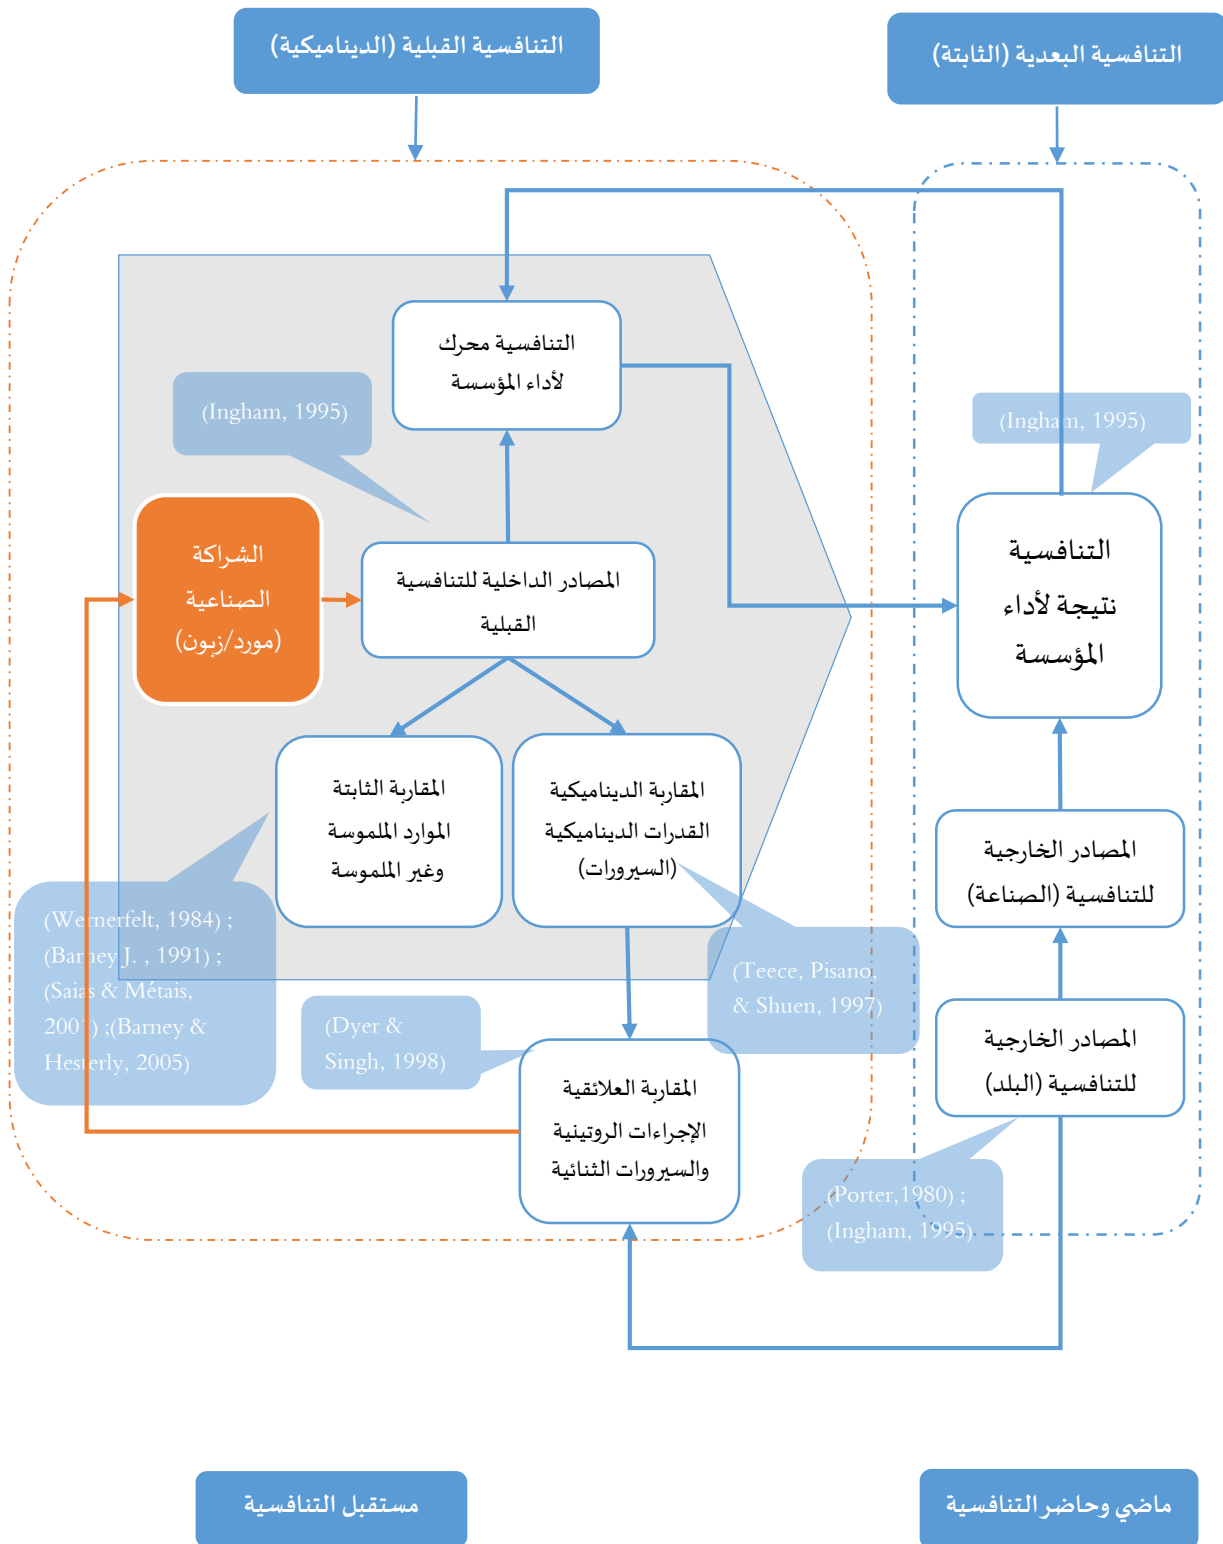 التنافسية البعدية (الثابتة)
التنافسية القبلية (الديناميكية)
التنافسية محرك
لأداء المؤسسة
(Ingham, 1995)
(Ingham, 1995)
التنافسية
نتيجة لأداء
المؤسسة
الشراكة
الصناعية
(مورد/زبون)
المصادر الداخلية للتنافسية
القبلية
المقاربة الديناميكية
القدرات الديناميكية
(السيرورات)
المقاربة الثابتة
الموارد الملموسة
وغير الملموسة
المصادر الخارجية
للتنافسية (الصناعة)
(Wernerfelt, 1984) ;
(Barney J. , 1991) ;
(Saias & Métais,
2001) ;(Barney &
Hesterly, 2005)
(Teece, Pisano,
& Shuen, 1997)
(Dyer &
Singh, 1998)
المصادر الخارجية
للتنافسية (البلد)
المقاربة العلائقية
الإجراءات الروتينية
والسيرورات الثنائية
(Porter,1980) ;
(Ingham, 1995)
ماضي وحاضر التنافسية
مستقبل التنافسية